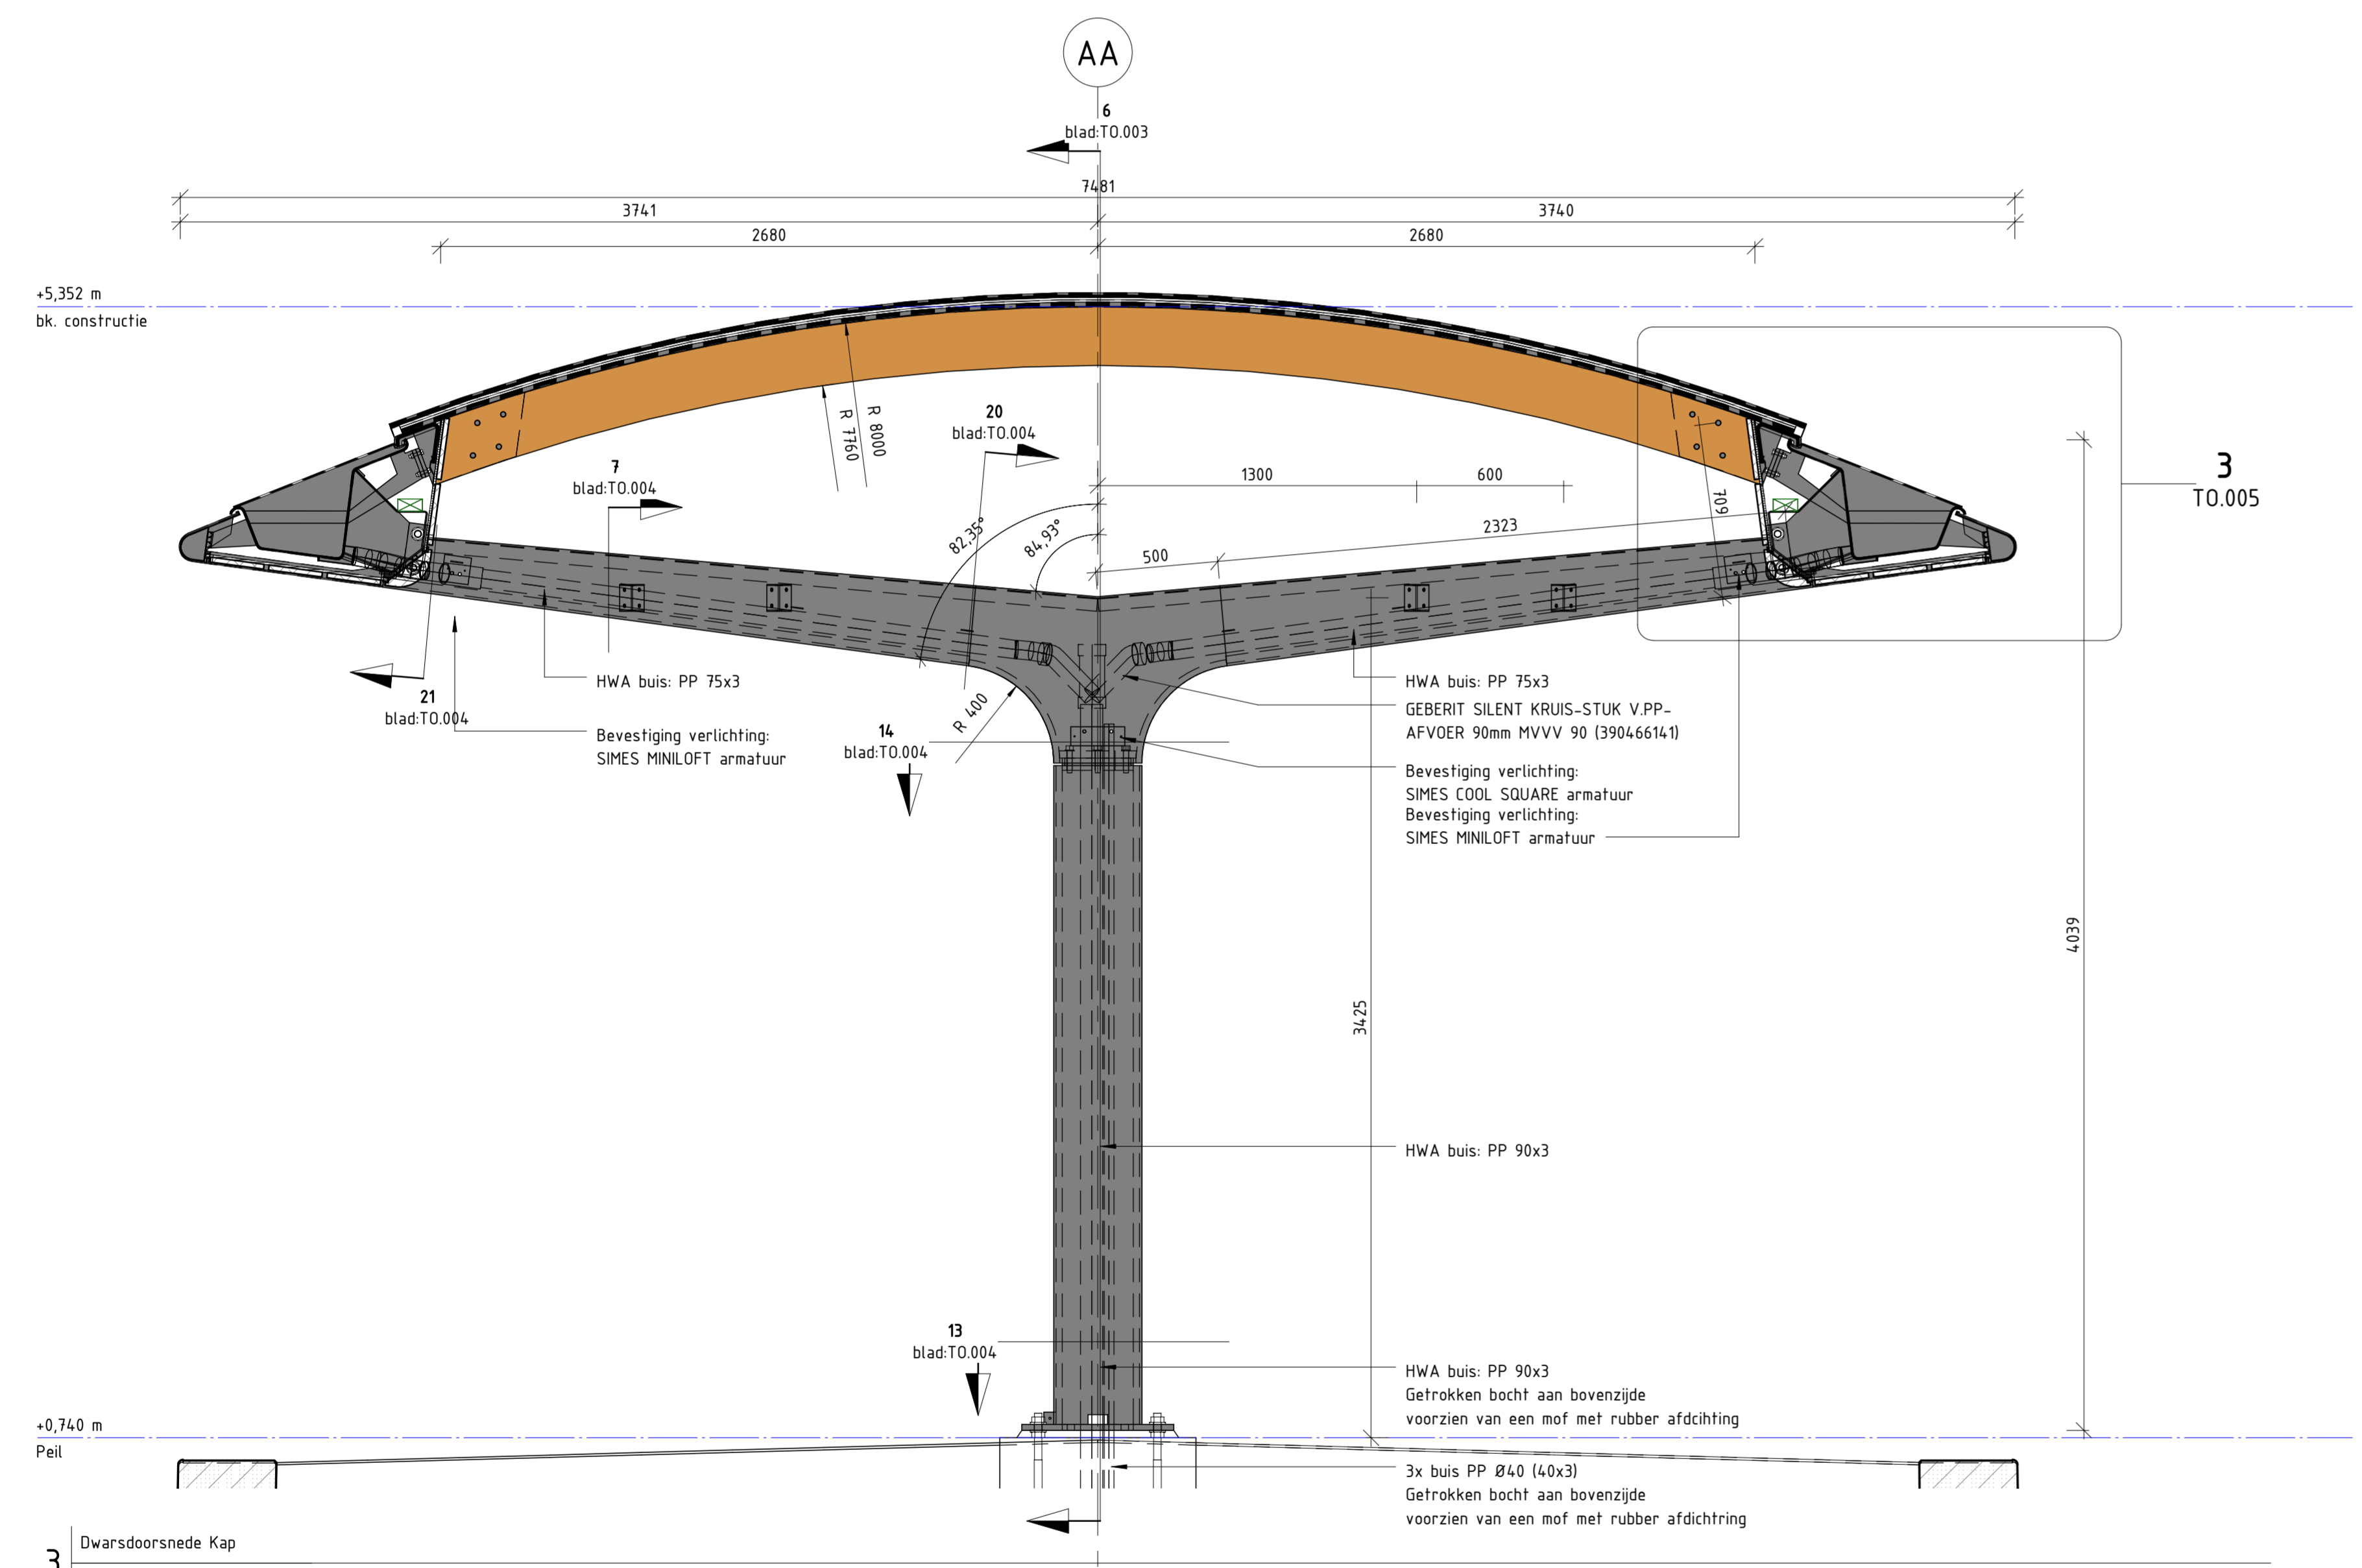 AA
6
blad:TO.003
7481
3741
3740
2680
2680
+5,352 m
bk. constructie
R 8000
R 7760
20
blad:TO.004
7
blad:TO.004
1300
600
3
TO.005
709
2323
82,35°
84,93°
500
4039
3425
21
blad:TO.004
HWA buis: PP 75x3
Bevestiging verlichting:
SIMES MINILOFT armatuur
R 400
14
blad:TO.004
HWA buis: PP 75x3
GEBERIT SILENT KRUIS-STUK V.PP-
AFVOER 90mm MVVV 90 (390466141)
Bevestiging verlichting:
SIMES COOL SQUARE armatuur
Bevestiging verlichting:
SIMES MINILOFT armatuur
HWA buis: PP 90x3
13
blad:TO.004
HWA buis: PP 90x3
Getrokken bocht aan bovenzijde
voorzien van een mof met rubber afdcihting
+0,740 m
Peil
3x buis PP Ø40 (40x3)
Getrokken bocht aan bovenzijde
voorzien van een mof met rubber afdichtring
3
Dwarsdoorsnede Kap